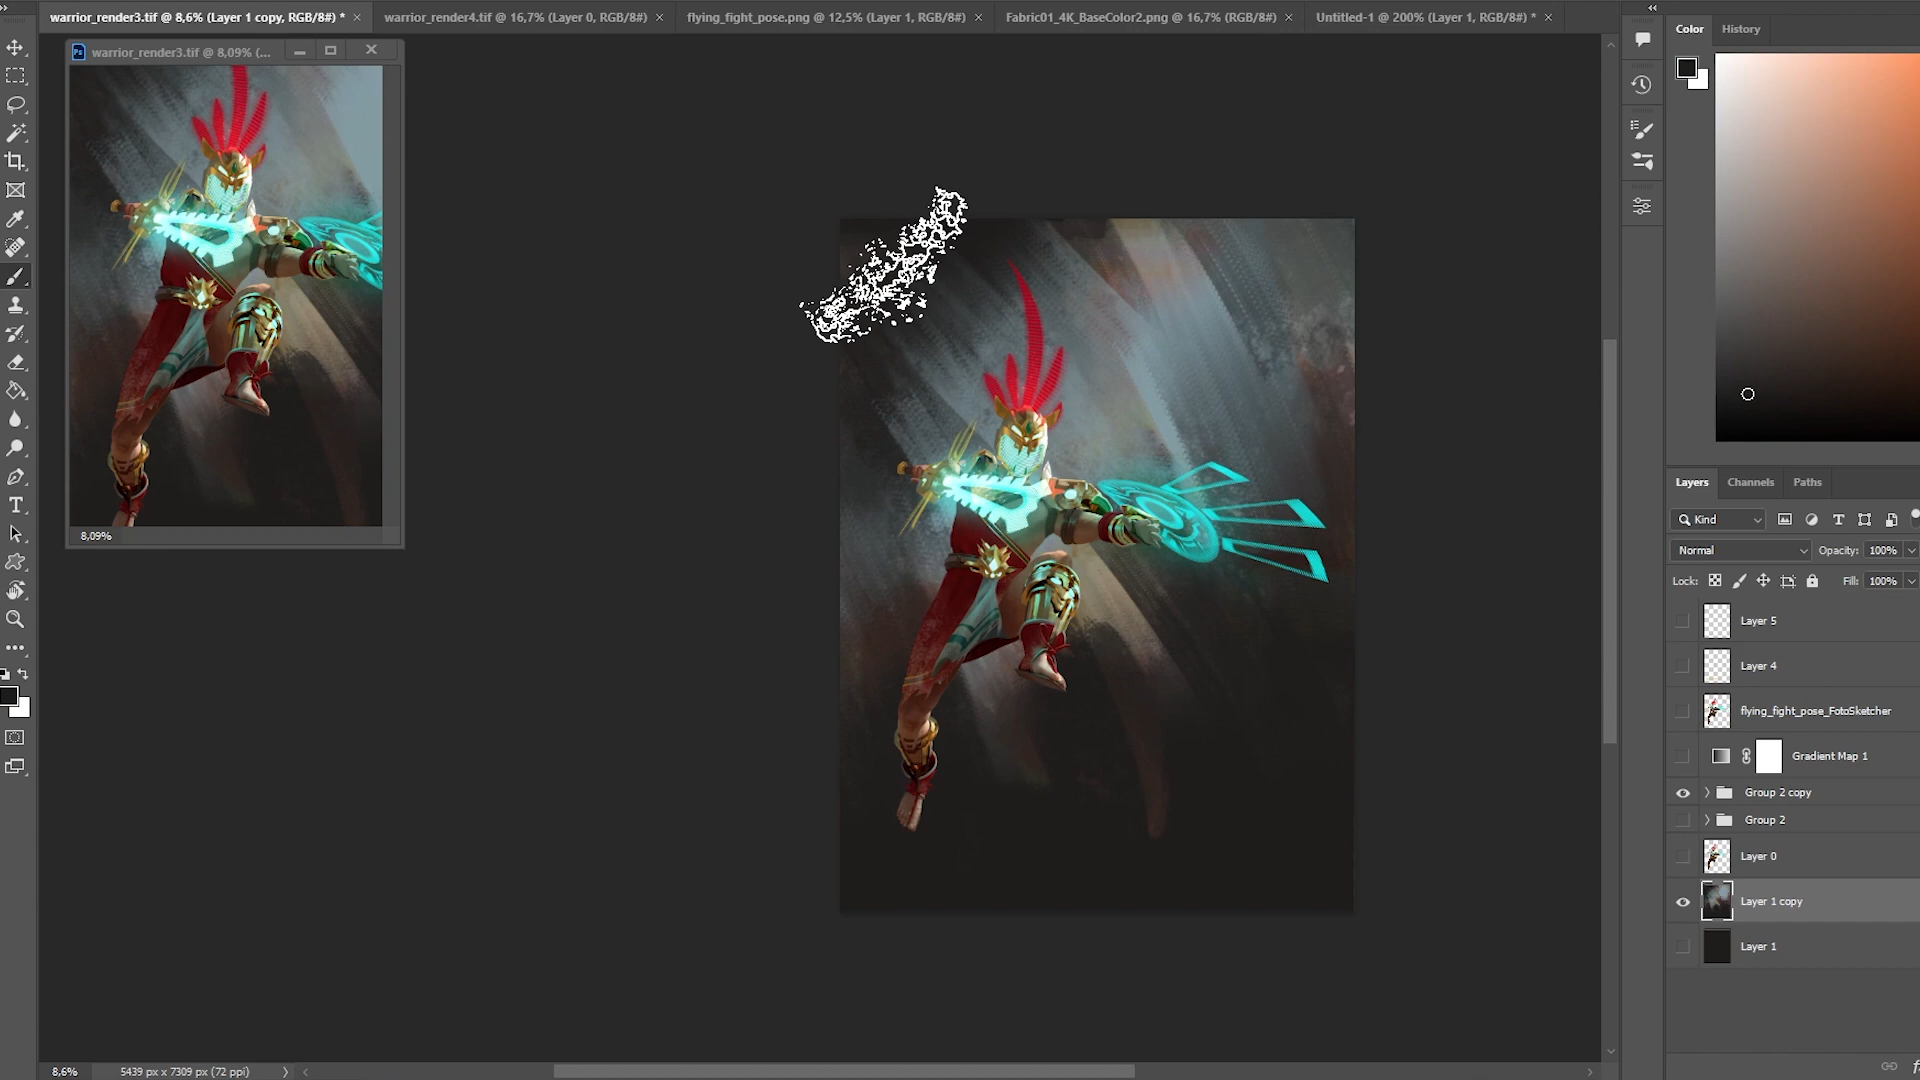 warrior_render3.tif @ 8,6% (Layer 1 copy, RGB/8#) *
warrior_render4.tif @ 16,7% (Layer 0, RGB/8#)
flying_fight_pose.png @ 12,5% (Layer 1, RGB/8#)
Fabric01_4K_BaseColor2.png @ 16,7% (RGB/8#)
Untitled-1 @ 200% (Layer 1, RGB/8#) *
Ps warrior_render3.tif @ 8,09% (...
8,09%
Color History
Layers Channels Paths
Kind
Normal Opacity: 100%
Lock: Fill: 100%
Layer 5
Layer 4
flying_fight_pose_FotoSketcher
Gradient Map 1
Group 2 copy
Group 2
Layer 0
Layer 1 copy
Layer 1
8,6% 5439 px x 7309 px (72 ppi)